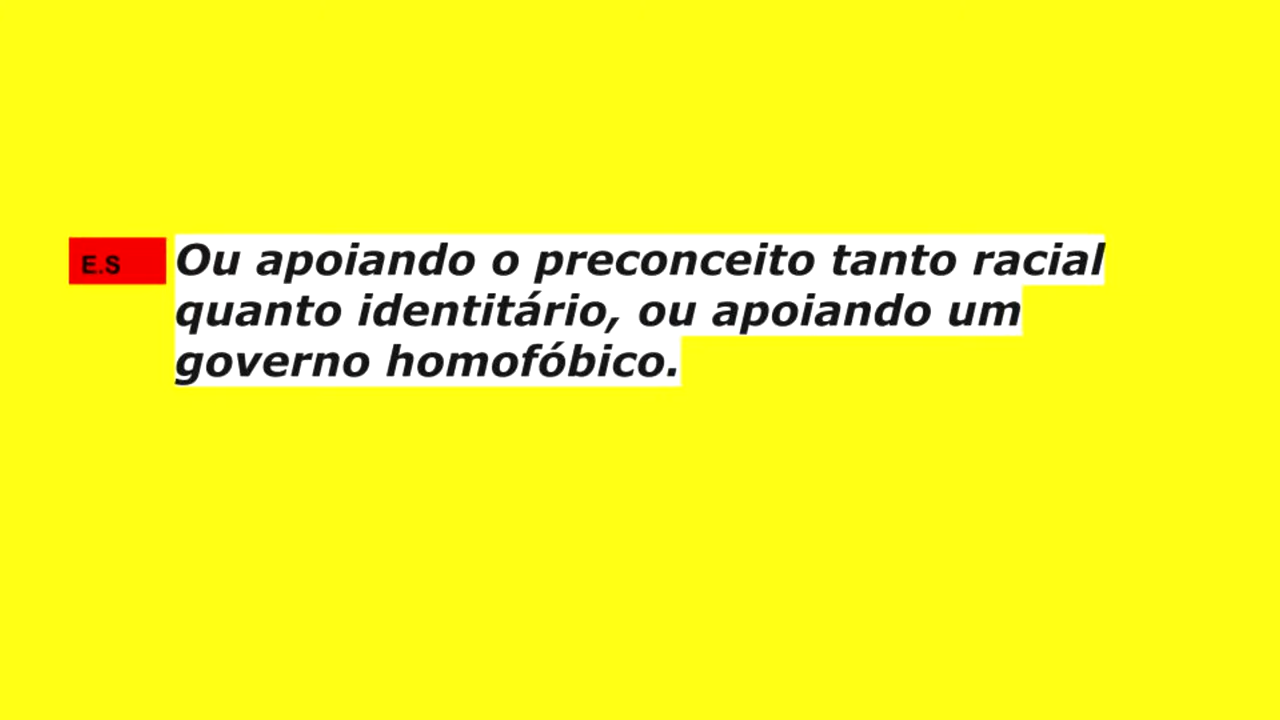 E.S
Ou apoiando o preconceito tanto racial
quanto identitário, ou apoiando um
governo homofóbico.